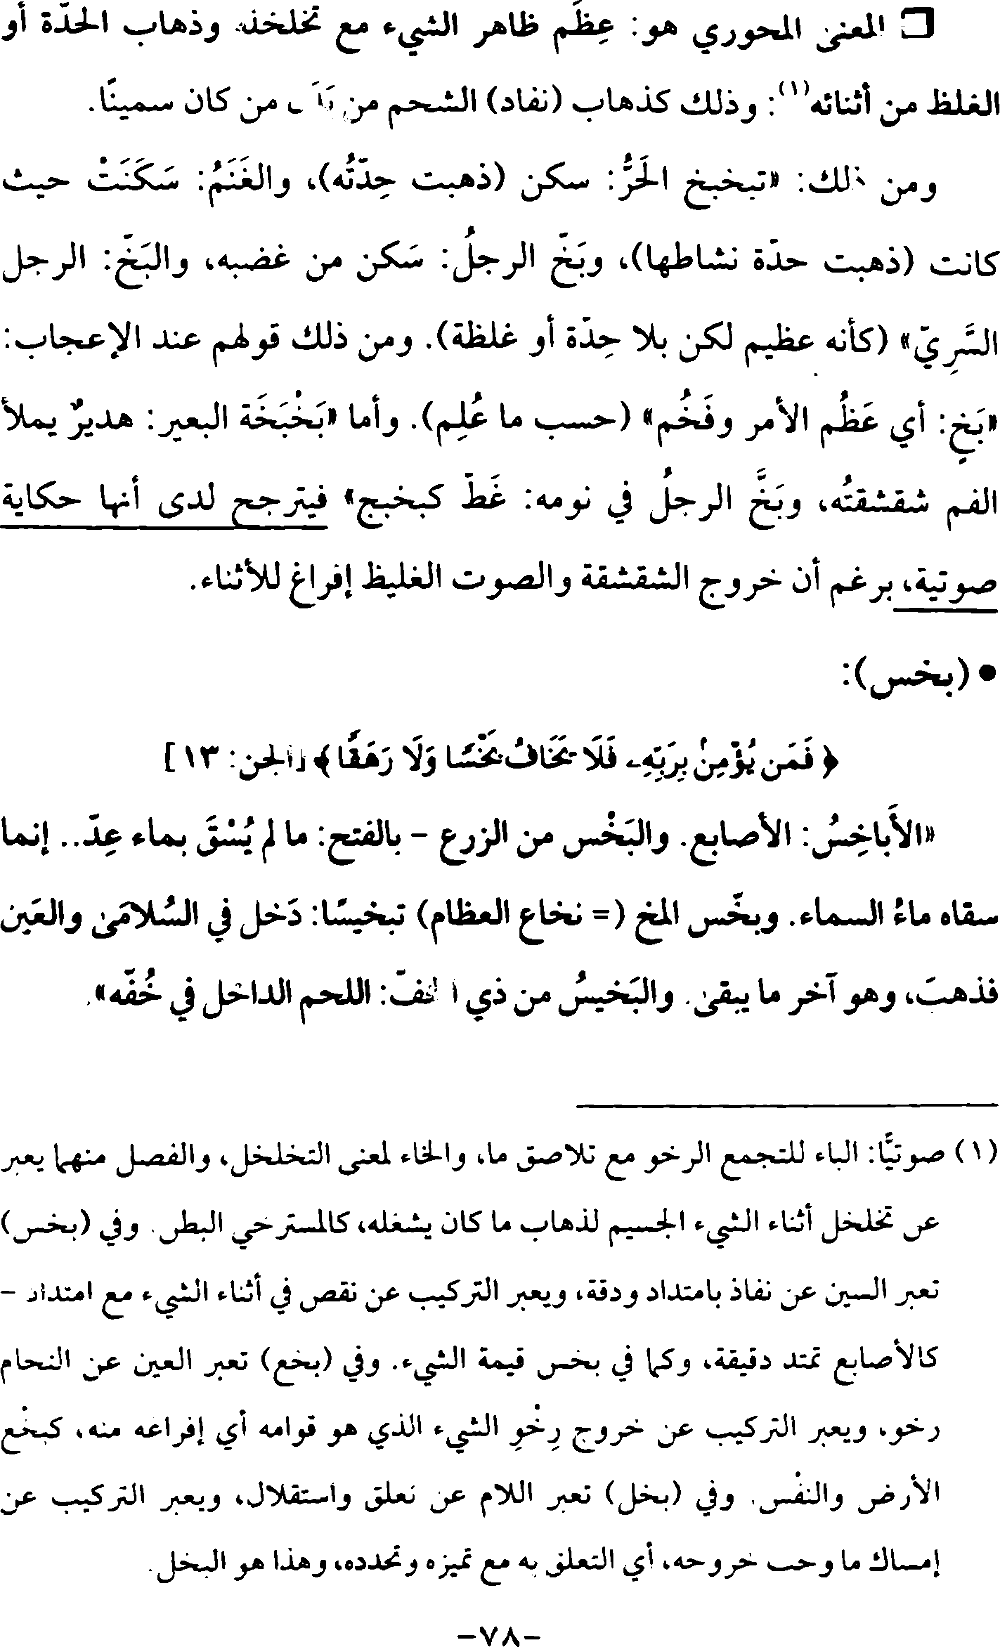 □ المعنى المحوري هو: عِظَم ظاهر الشيء مع تخلخله وذهاب الحدّة أو
الغلظ من أثنائه(١): وذلك كذهاب (نفاد) الشحم من من كان سمينًا.
ومن ذلك: «تبخبخ الحَرُّ: سكن (ذهبت حِدّتُه)، والغَنَمُ: سَكَنَتْ حيث
كانت (ذهبت حدّة نشاطها)، وبَخّ الرجلُ: سَكن من غضبه، والبَخّ: الرجل
السَّرِيّ» (كأنه عظيم لكن بلا حِدّة أو غلظة). ومن ذلك قولهم عند الإعجاب:
«بَخٍ: أي عَظُم الأمر وفَخُم» (حسب ما عُلِم). وأما «بَخْبَخَة البعير: هديرٌ يملأ
الفم شقشقتُه، وبَخَّ الرجلُ في نومه: غَطّ كبخبج» فيترجح لدى أنها حكاية
صوتية، برغم أن خروج الشقشقة والصوت الغليظ إفراغ للأثناء.
• (بخس):
﴿فَمَن يُؤْمِنْ بِرَبِّهِۦ فَلَا يَخَافُ بَخْسًا وَلَا رَهَقًا﴾ [الجن: ١٣]
«الأَباخِسُ: الأصابع. والبَخْس من الزرع - بالفتح: ما لم يُسْقَ بماء عِدّ.. إنما
سقاه ماءُ السماء. وبخّس المخ (= نخاع العظام) تبخيسًا: دَخل في السُلامَى والعَين
فذهبَ، وهو آخر ما يبقى. والبَخيسُ من ذي الخفّ: اللحم الداخل في خُفّه».
(١) صوتيًّا: الباء للتجمع الرخو مع تلاصق ما، والخاء لمعنى التخلخل، والفصل منهما يعبر
عن تخلخل أثناء الشيء الجسيم لذهاب ما كان يشغله، كالمسترخي البطن. وفي (بخس)
تعبر السين عن نفاذ بامتداد ودقة، ويعبر التركيب عن نقص في أثناء الشيء مع امتداد -
كالأصابع تمتد دقيقة، وكما في بخس قيمة الشيء. وفي (بخع) تعبر العين عن التحام
رخو، ويعبر التركيب عن خروج رِخْوِ الشيء الذي هو قوامه أي إفراغه منه، كبخْع
الأرض والنفْس. وفي (بخل) تعبر اللام عن تعلق واستقلال، ويعبر التركيب عن
إمساك ما وجب خروجه، أي التعلق به مع تميزه وتحدده، وهذا هو البخل.
-٧٨-